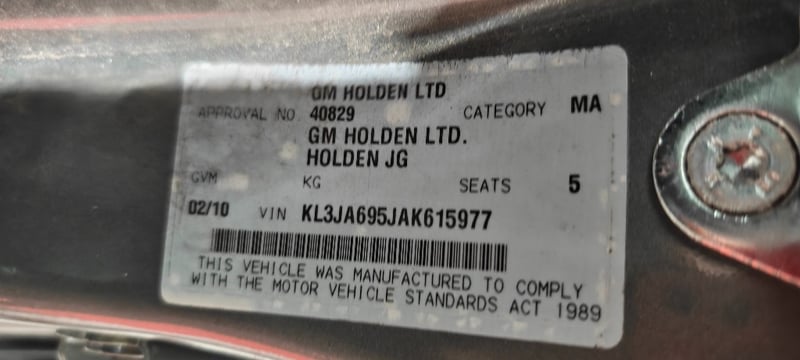 GM HOLDEN LTD
APPROVAL NO. 40829 CATEGORY MA
GM HOLDEN LTD.
HOLDEN JG
GVM KG SEATS 5
02/10 VIN KL3JA695JAK615977
THIS VEHICLE WAS MANUFACTURED TO COMPLY
WITH THE MOTOR VEHICLE STANDARDS ACT 1989